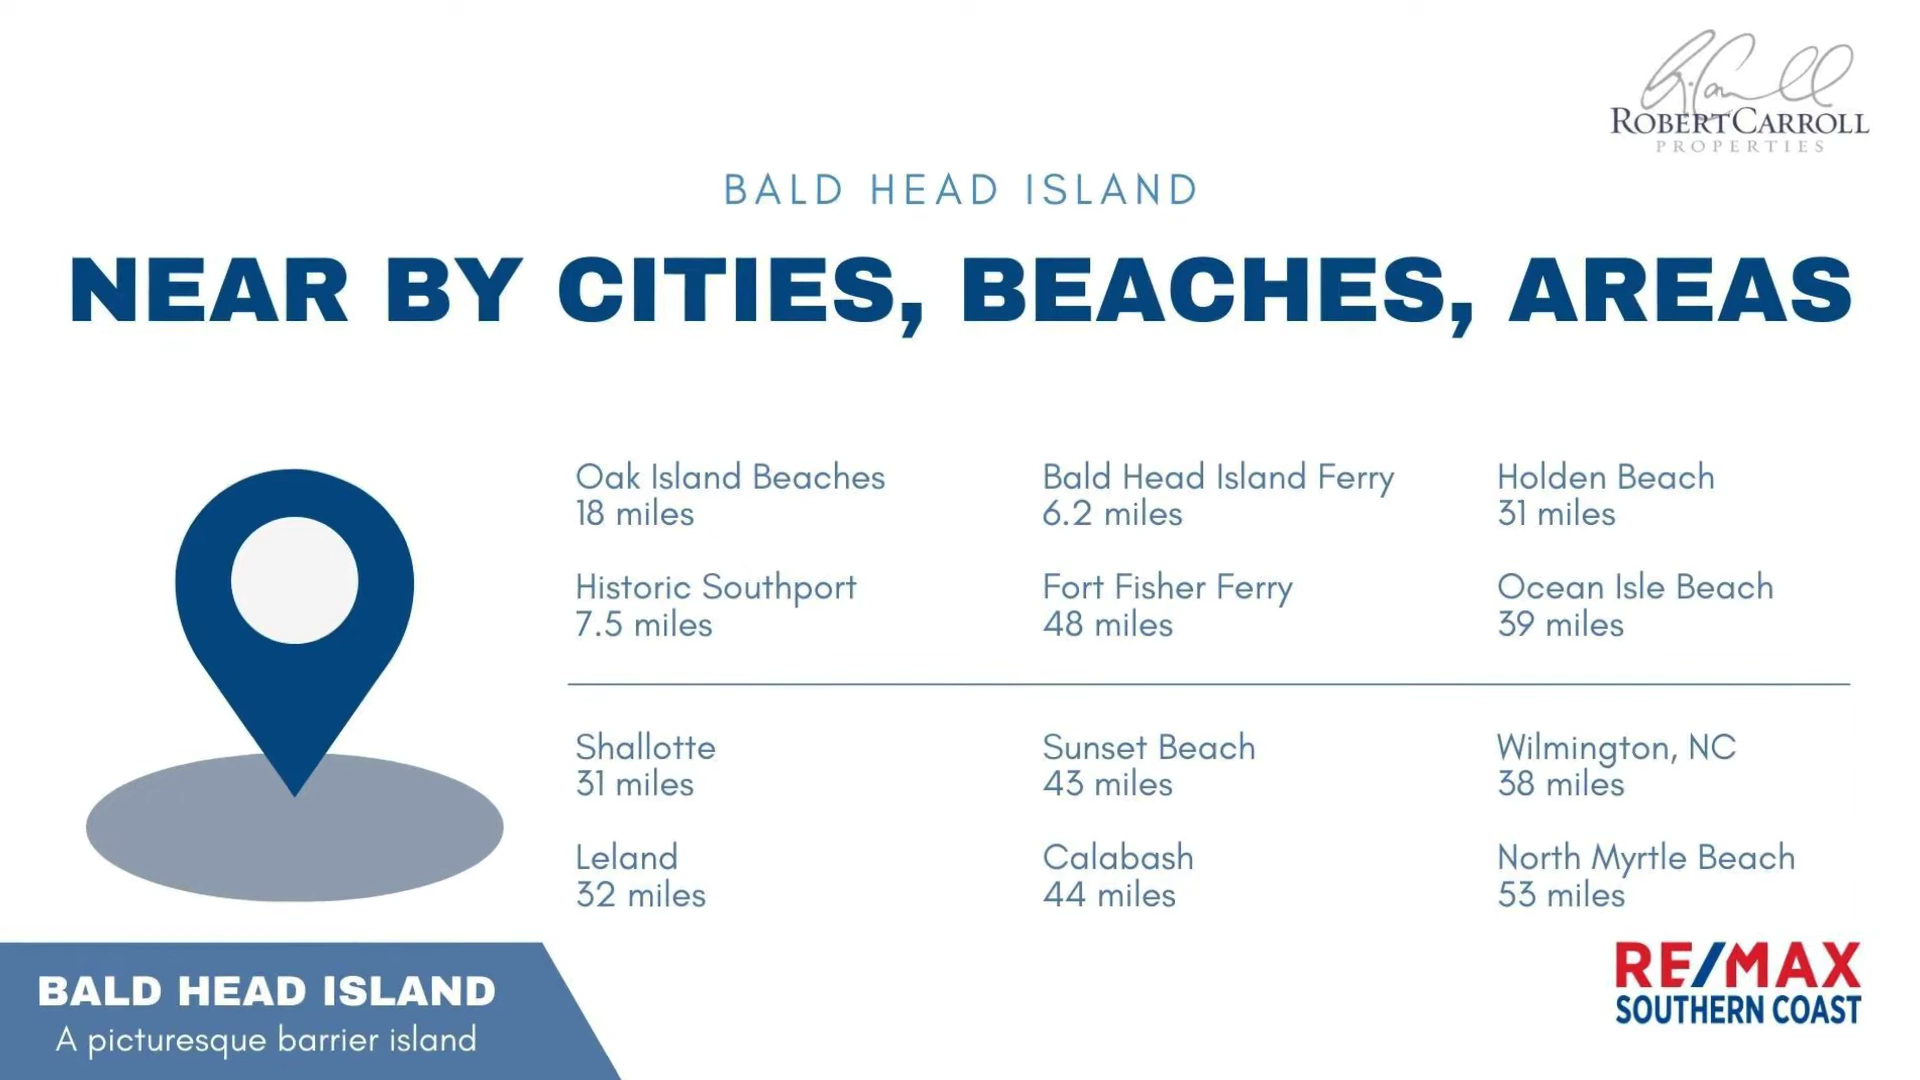 ROBERTCARROLL
PROPERTIES
BALD HEAD ISLAND
NEAR BY CITIES, BEACHES, AREAS
Oak Island Beaches
18 miles
Bald Head Island Ferry
6.2 miles
Holden Beach
31 miles
Historic Southport
7.5 miles
Fort Fisher Ferry
48 miles
Ocean Isle Beach
39 miles
Shallotte
31 miles
Sunset Beach
43 miles
Wilmington, NC
38 miles
Leland
32 miles
Calabash
44 miles
North Myrtle Beach
53 miles
BALD HEAD ISLAND
A picturesque barrier island
RE/MAX
SOUTHERN COAST